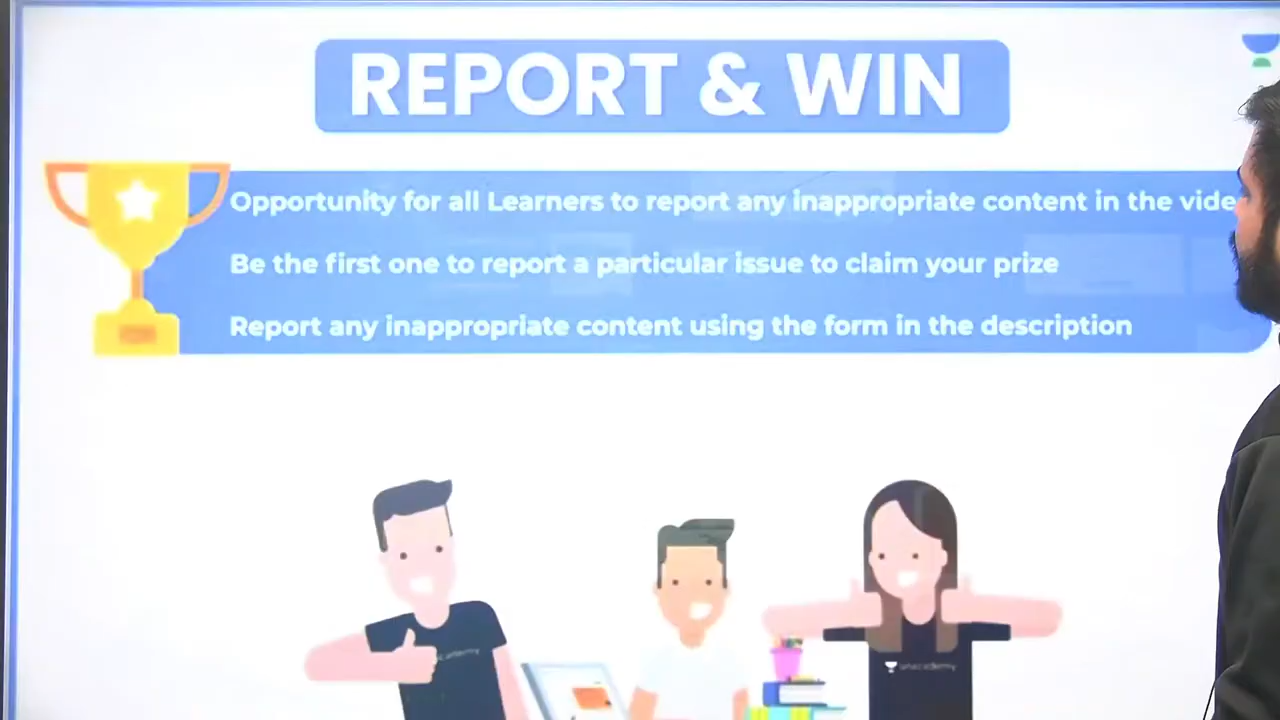 REPORT & WIN
Opportunity for all Learners to report any inappropriate content in the vide
Be the first one to report a particular issue to claim your prize
Report any inappropriate content using the form in the description
unacademy